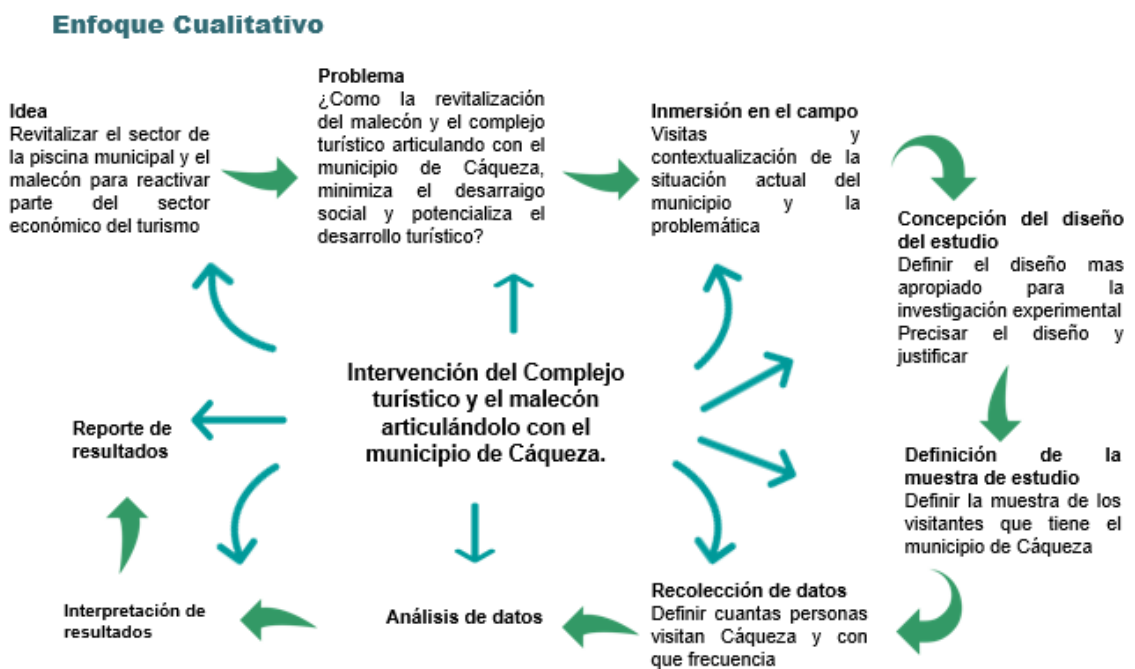 Enfoque Cualitativo
Idea
Revitalizar el sector de
la piscina municipal y el
malecón para reactivar
parte del sector
económico del turismo
Problema
¿Como la revitalización
del malecón y el complejo
turístico articulando con el
municipio de Cáqueza,
minimiza el desarraigo
social y potencializa el
desarrollo turístico?
Inmersión en el campo
Visitas y
contextualización de la
situación actual del
municipio y la
problemática
Concepción del diseño
del estudio
Definir el diseño mas
apropiado para la
investigación experimental
Precisar el diseño y
justificar
Intervención del Complejo
turístico y el malecón
articulándolo con el
municipio de Cáqueza.
Definición de la
muestra de estudio
Definir la muestra de los
visitantes que tiene el
municipio de Cáqueza
Recolección de datos
Definir cuantas personas
visitan Cáqueza y con
que frecuencia
Análisis de datos
Interpretación de
resultados
Reporte de
resultados